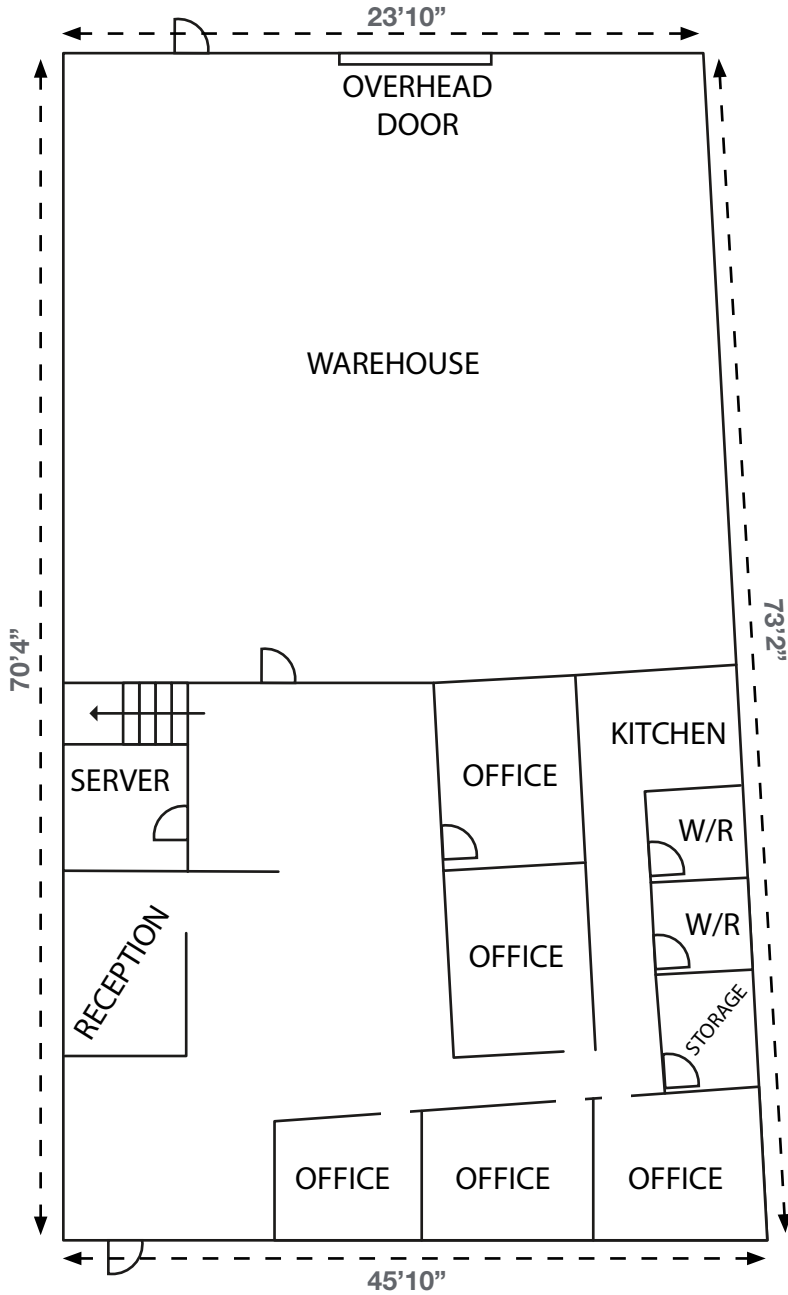 23’10”
OVERHEAD
DOOR
WAREHOUSE
70’4”
73’2”
KITCHEN
OFFICE
SERVER
W/R
RECEPTION
W/R
OFFICE
STORAGE
OFFICE
OFFICE
OFFICE
45’10”